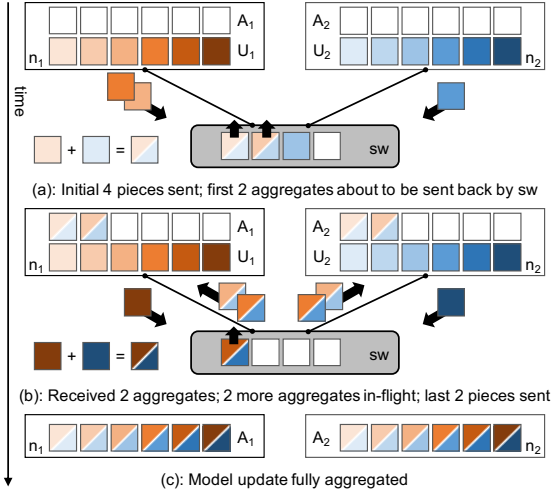 A1 A2
n1 U1 U2 n2
time
+ = sw
(a): Initial 4 pieces sent; first 2 aggregates about to be sent back by sw
A1 A2
n1 U1 U2 n2
+ = sw
(b): Received 2 aggregates; 2 more aggregates in-flight; last 2 pieces sent
n1 A1 A2 n2
(c): Model update fully aggregated